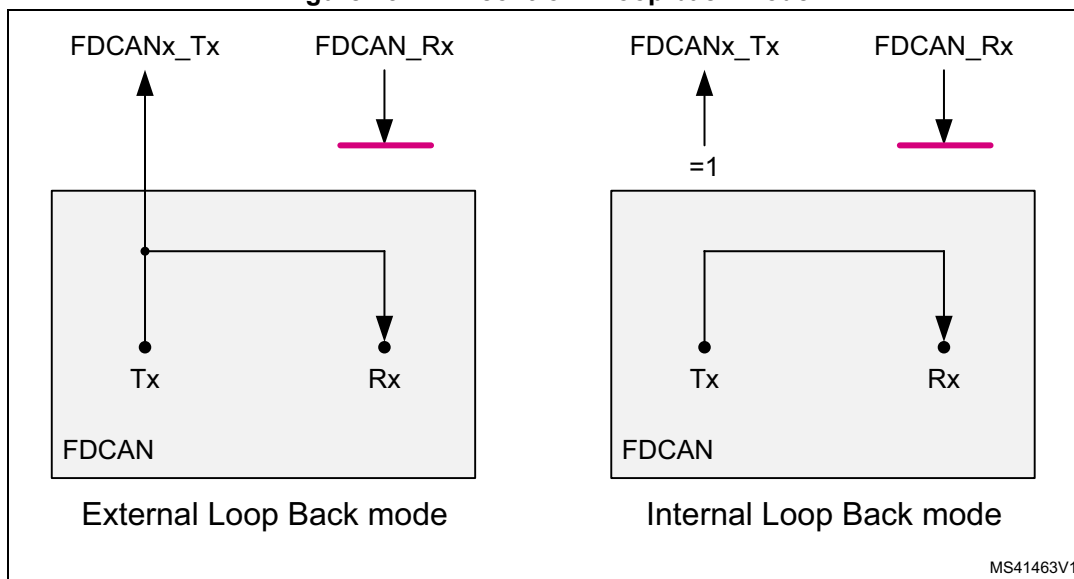 FDCANx_Tx FDCAN_Rx FDCANx_Tx FDCAN_Rx
=1
Tx Rx Tx Rx
FDCAN FDCAN
External Loop Back mode Internal Loop Back mode
MS41463V1